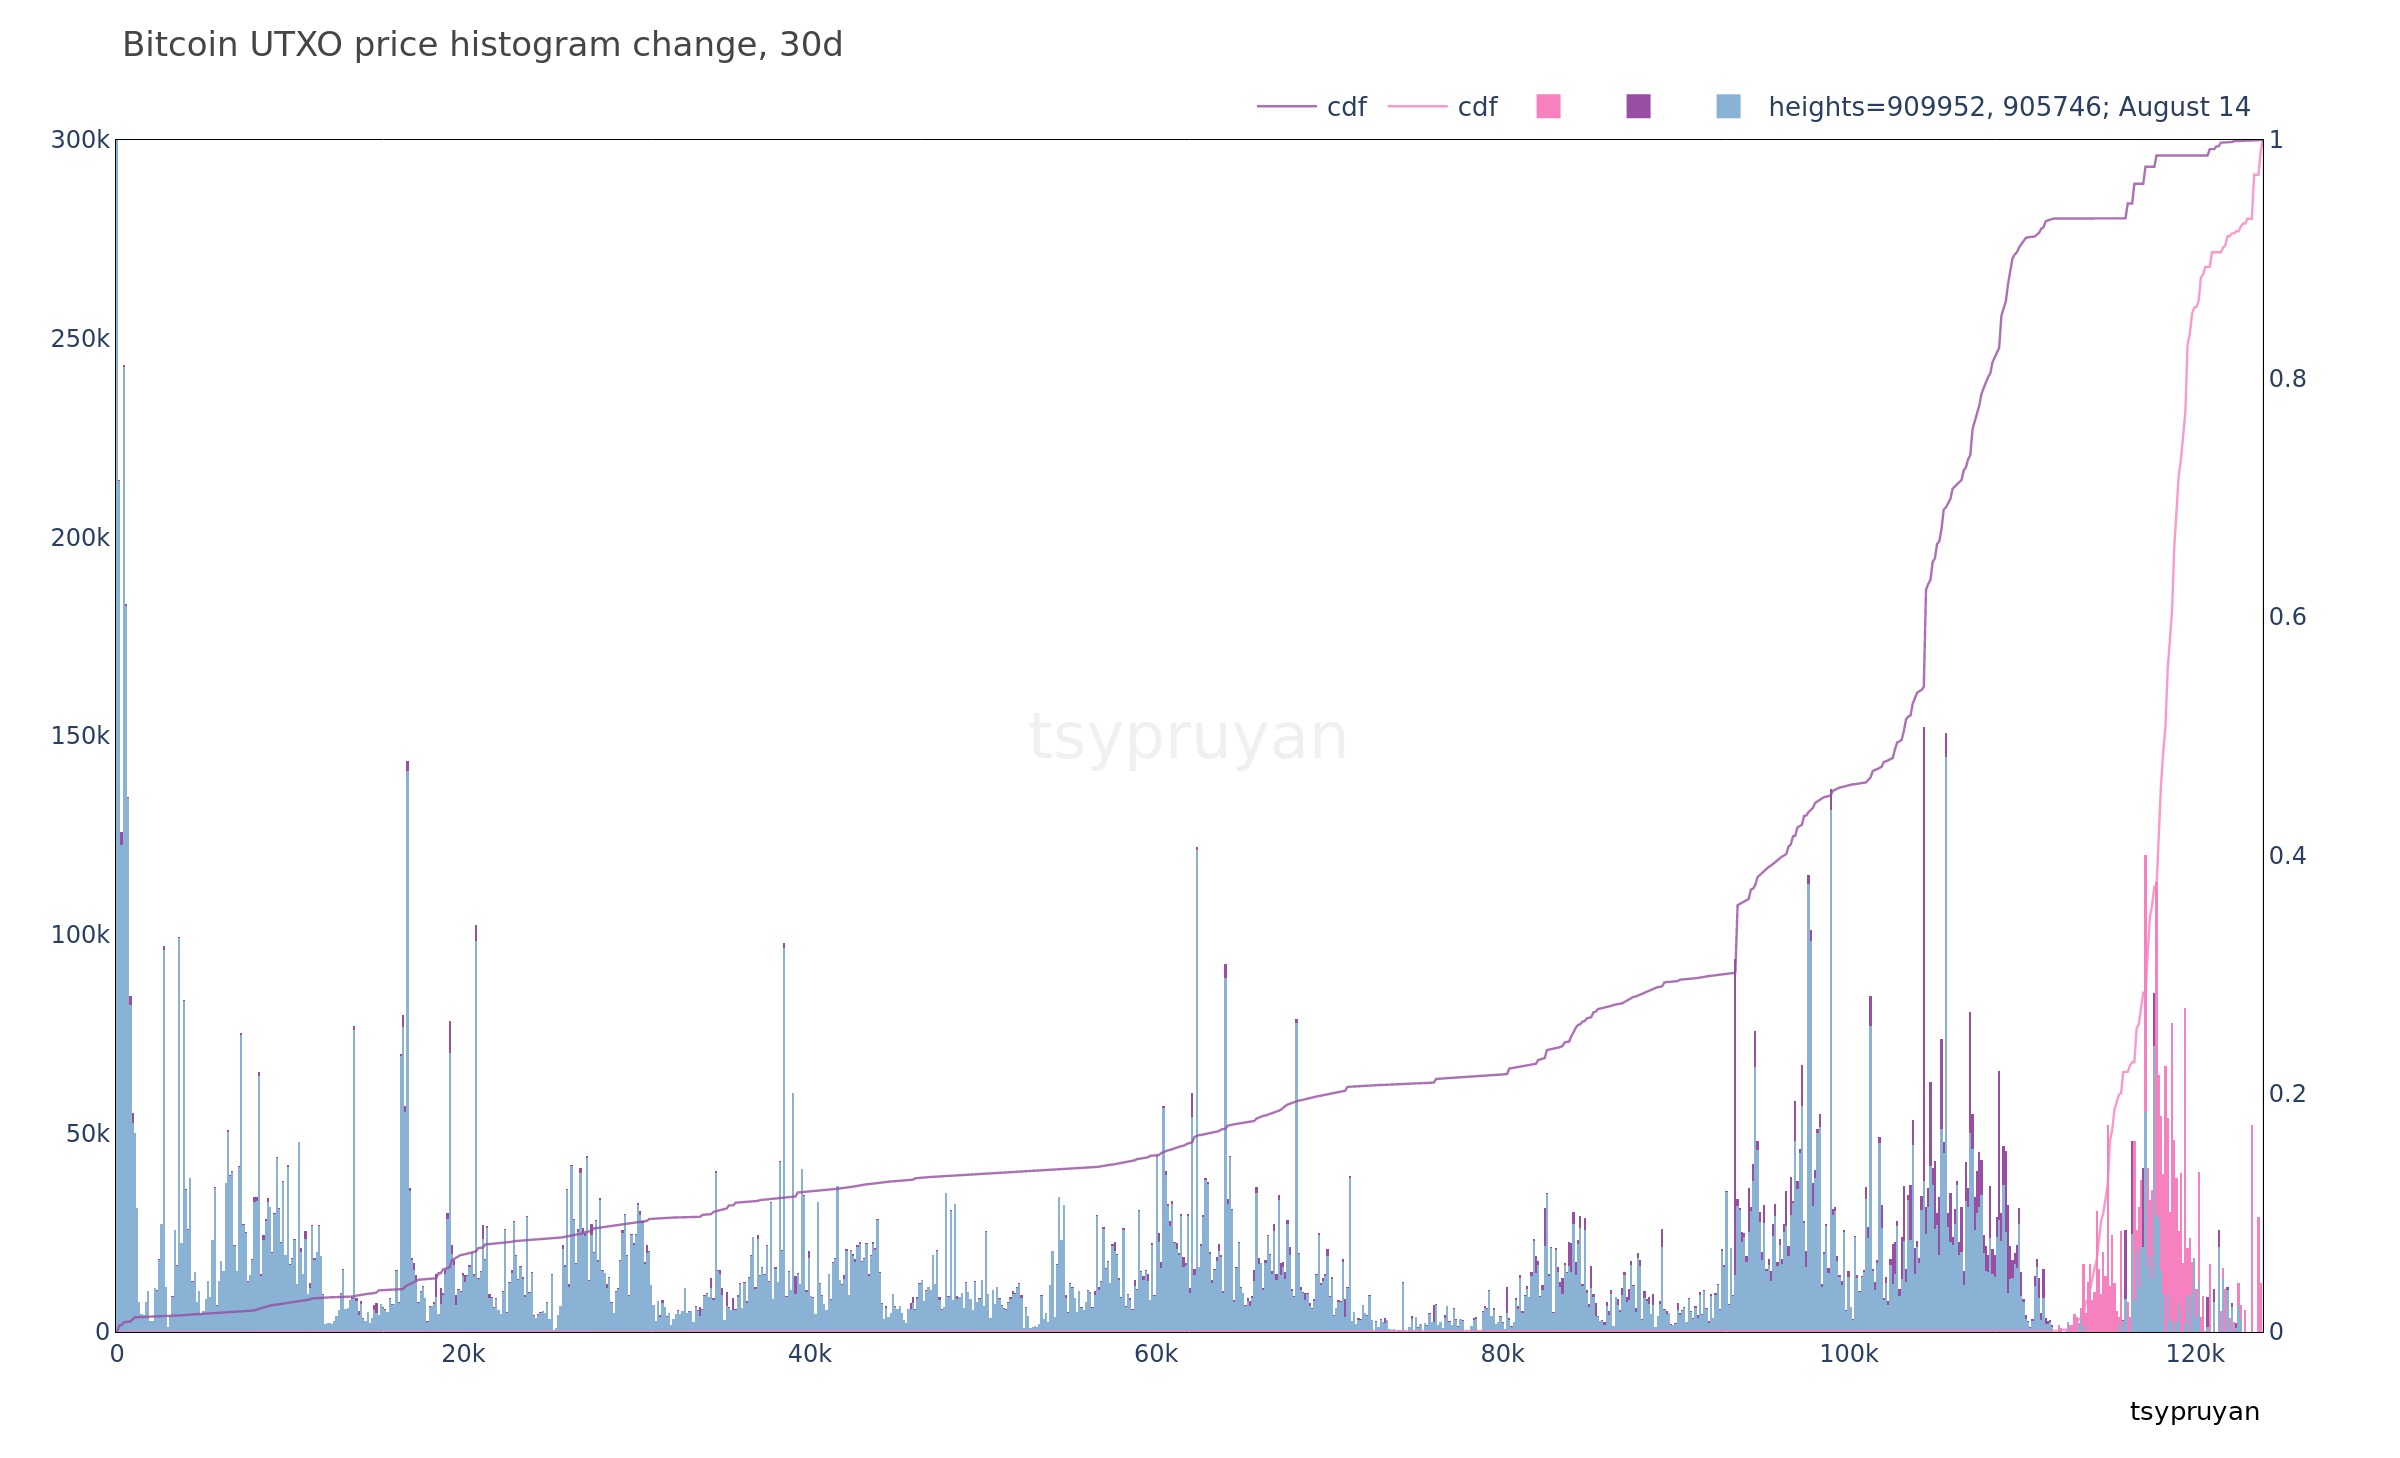 Bitcoin UTXO price histogram change, 30d
cdf cdf heights=909952, 905746; August 14
300k 1
250k
0.8
200k
0.6
150k
tsypruyan
0.4
100k
0.2
50k
0 0
0 20k 40k 60k 80k 100k 120k
tsypruyan